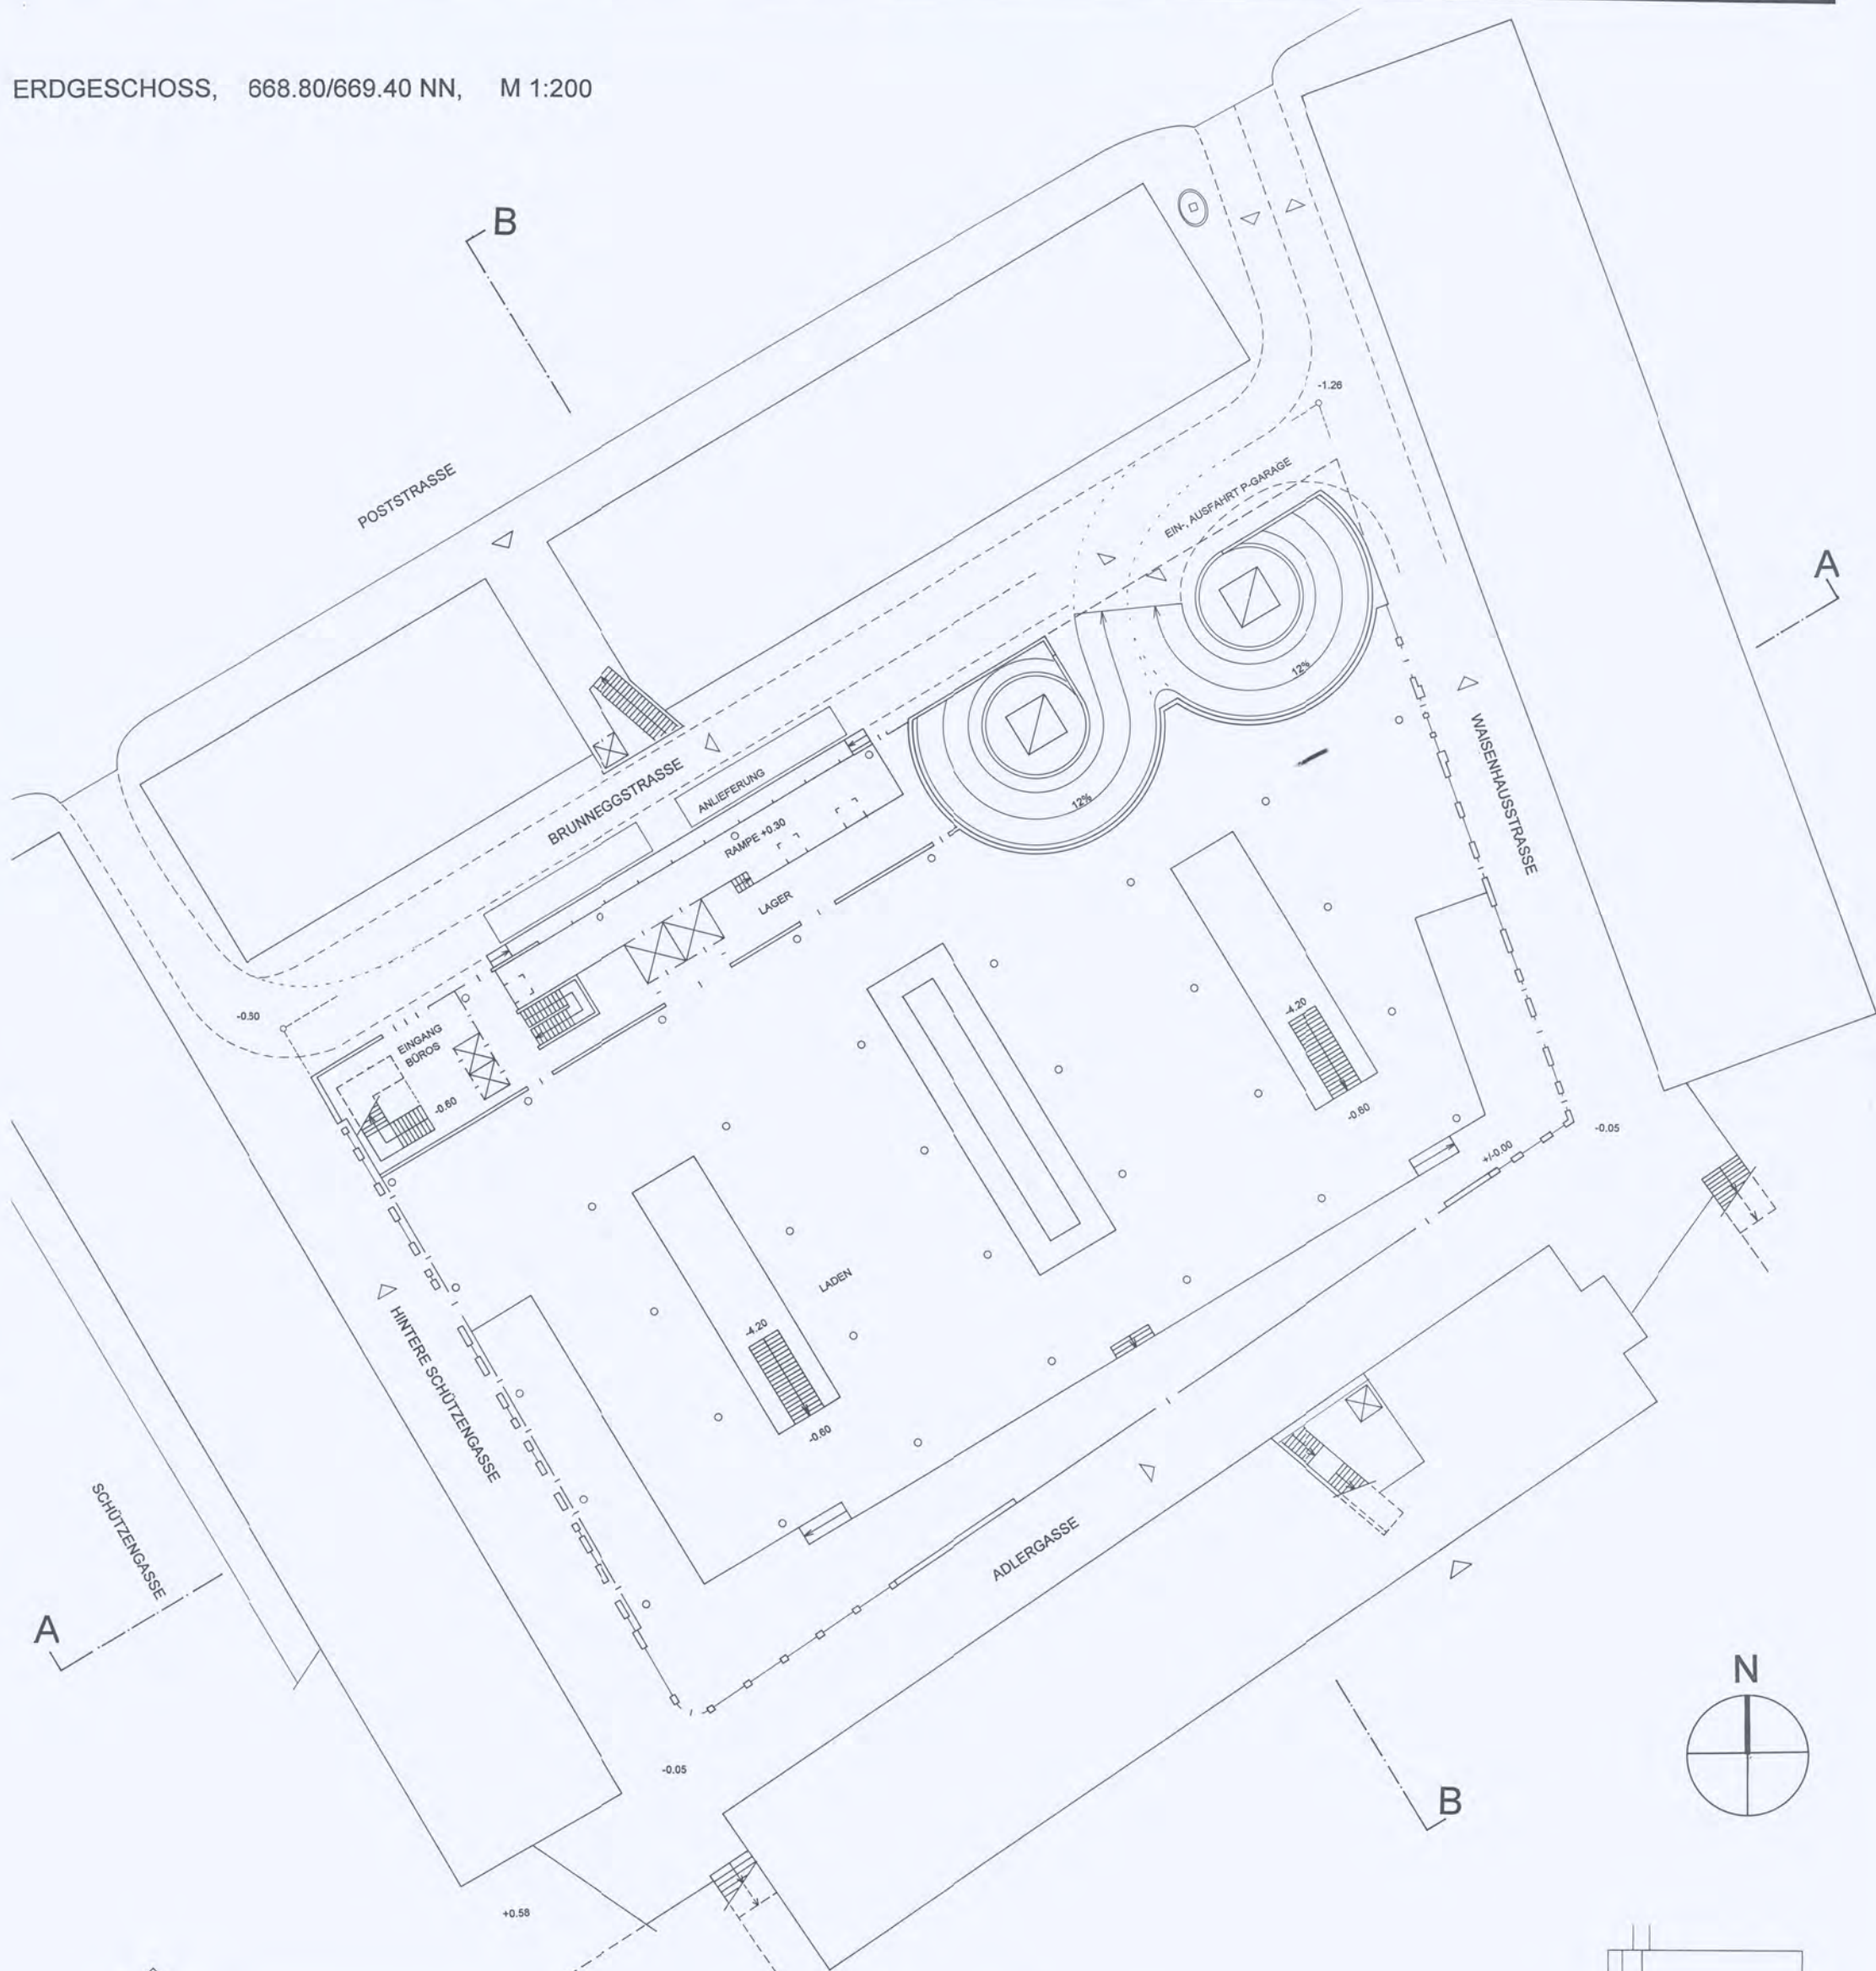 ERDGESCHOSS, 668.80/669.40 NN, M 1:200
B
-1.26
POSTSTRASSE
EIN-, AUSFAHRT P-GARAGE
A
12%
WAISENHAUSSTRASSE
BRUNNEGGSTRASSE
ANLIEFERUNG
12%
RAMPE +0.30
LAGER
-0.50
EINGANG
BÜROS
-4.20
-0.60
-0.60
-0.05
+/-0.00
LADEN
HINTERE SCHÜTZENGASSE
-4.20
-0.60
SCHÜTZENGASSE
ADLERGASSE
A
N
-0.05
B
+0.58